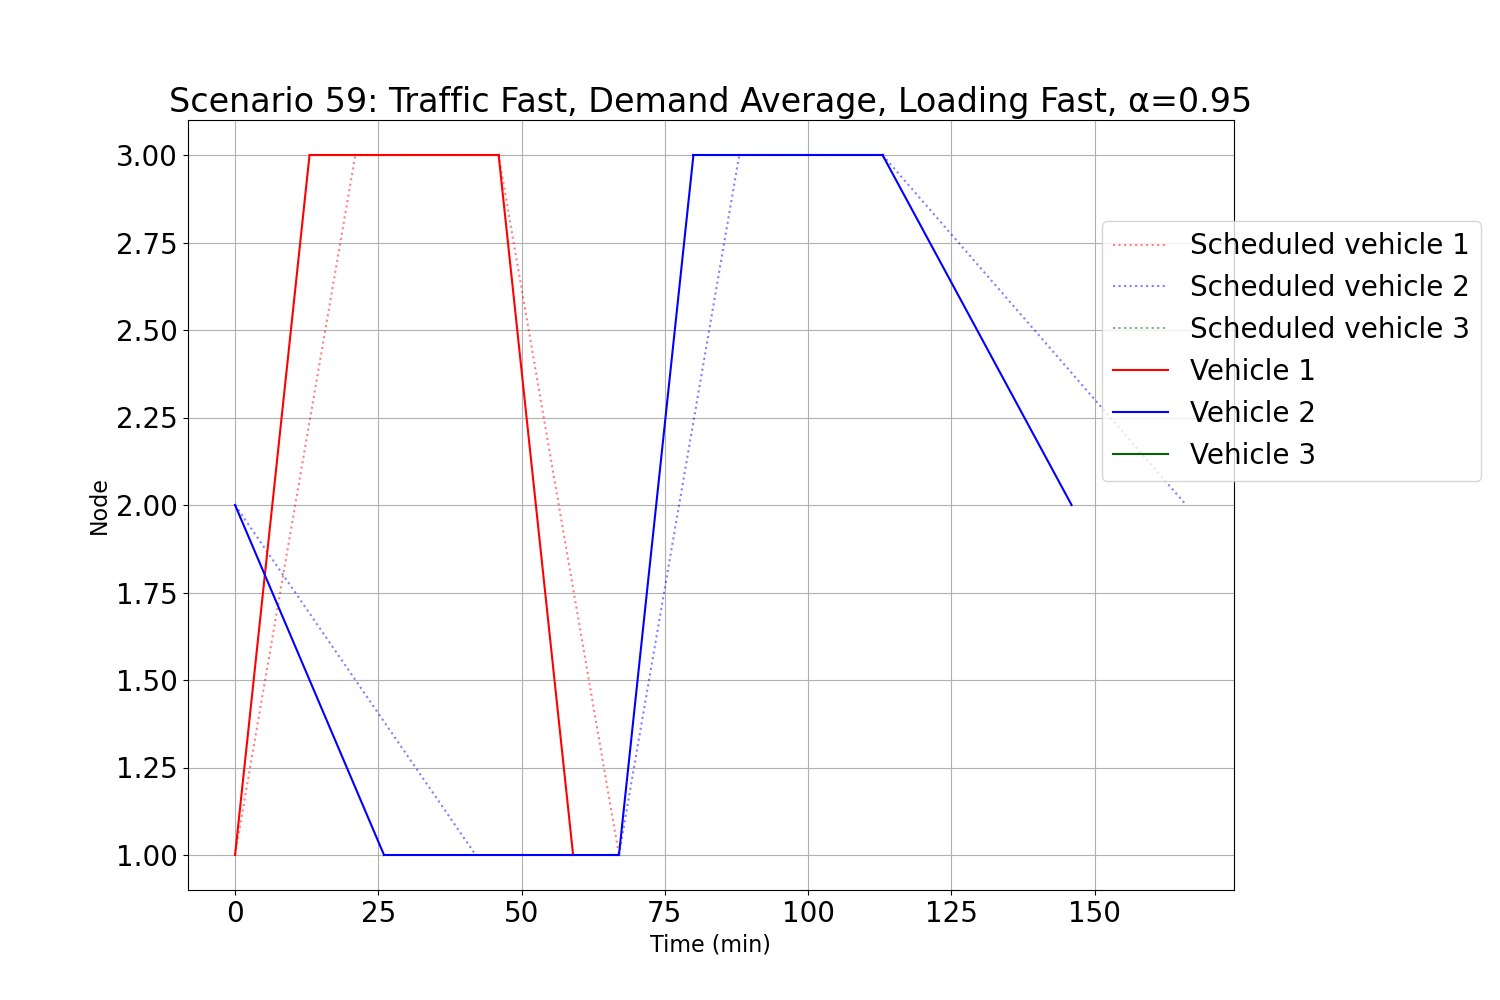 Scenario 59: Traffic Fast, Demand Average, Loading Fast, α=0.95
3.00
2.75
2.50
2.25
2.00
1.75
1.50
1.25
1.00
Node
0 25 50 75 100 125 150
Time (min)
Scheduled vehicle 1
Scheduled vehicle 2
Scheduled vehicle 3
Vehicle 1
Vehicle 2
Vehicle 3